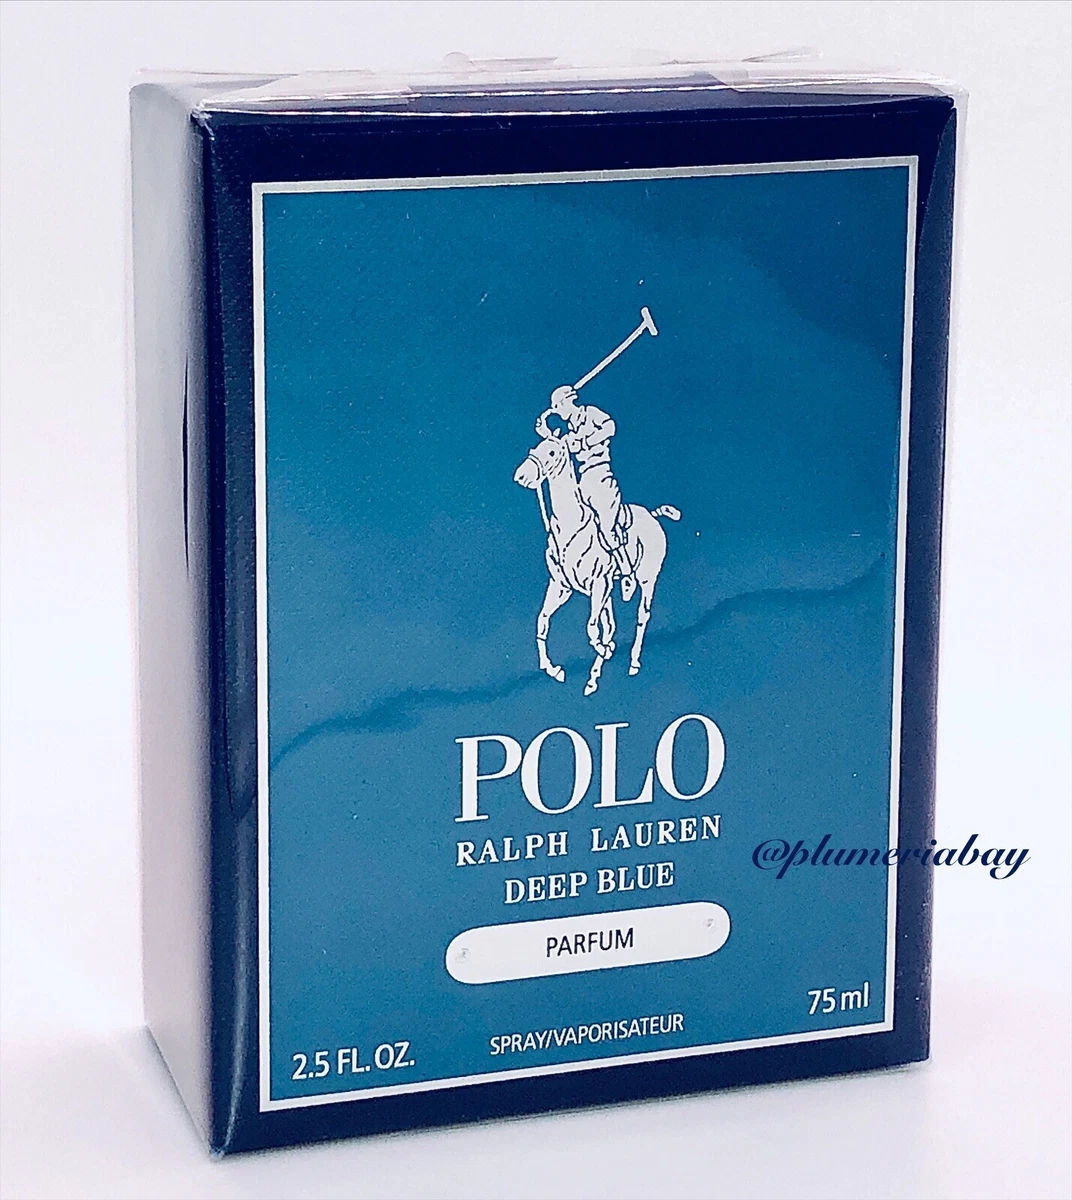 POLO
RALPH LAUREN
DEEP BLUE
@plumeriabay
PARFUM
75 ml
SPRAY/VAPORISATEUR
2.5 FL. OZ.